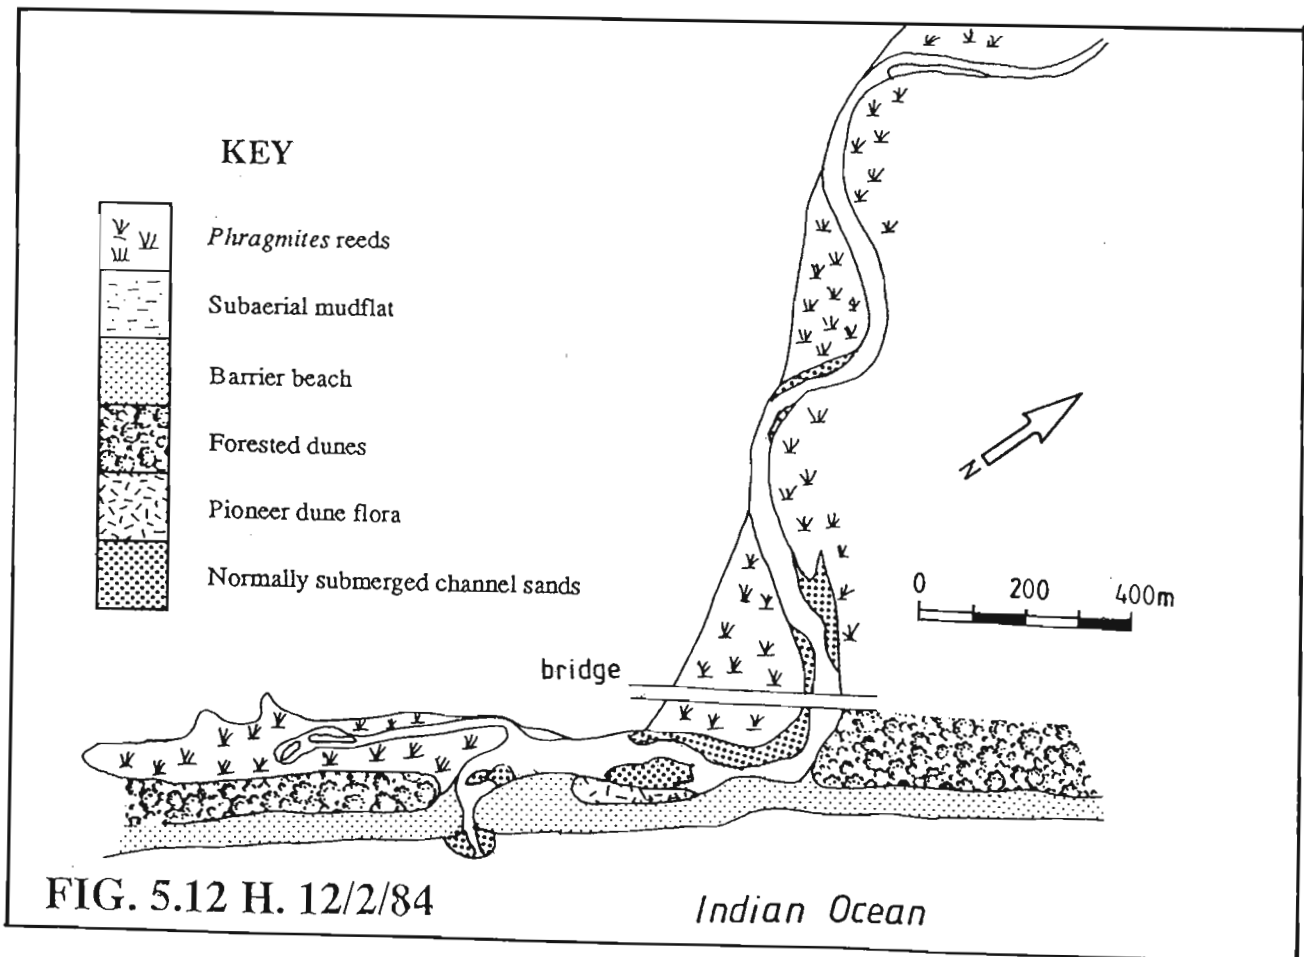 KEY
Phragmites reeds
Subaerial mudflat
Barrier beach
Forested dunes
Pioneer dune flora
Normally submerged channel sands
N
0 200 400m
bridge
FIG. 5.12 H. 12/2/84
Indian Ocean